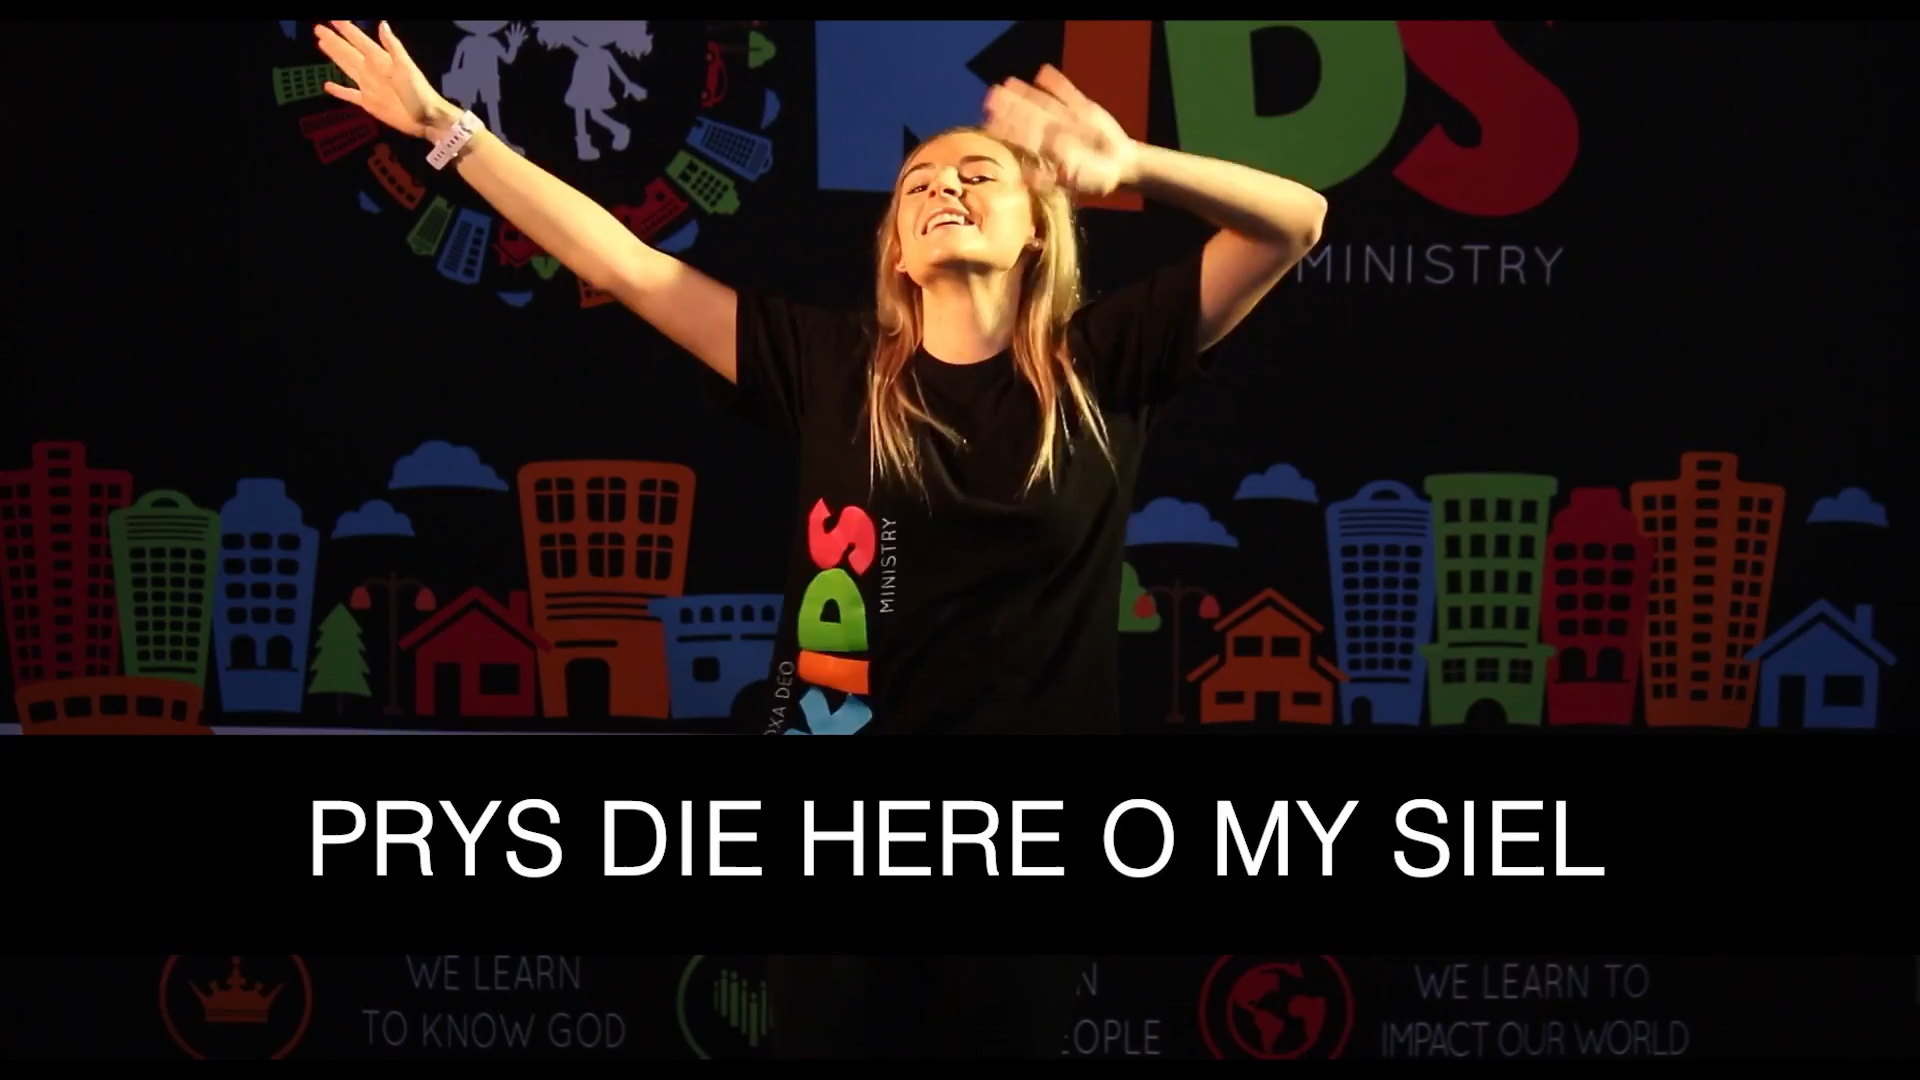 KIDS
MINISTRY
KIDS
MINISTRY
PRYS DIE HERE O MY SIEL
WE LEARN
TO KNOW GOD
WE LEARN TO
IMPACT OUR WORLD